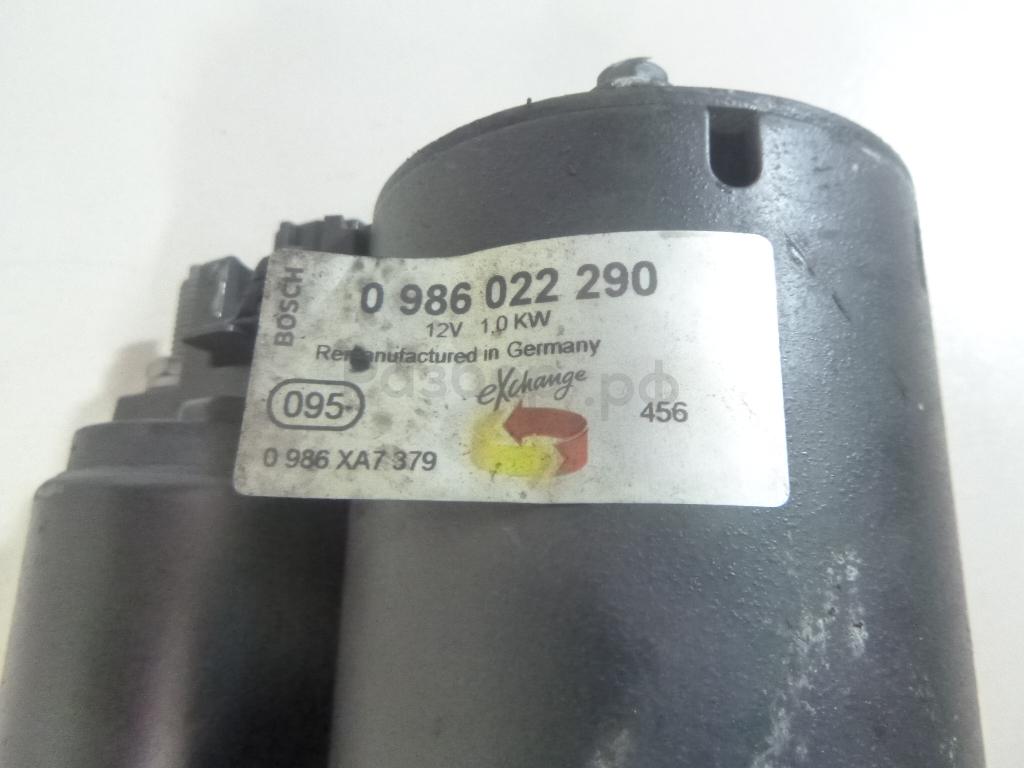 BOSCH
0 986 022 290
12V 1,0 KW
Remanufactured in Germany
eXchange
095
456
0 986 XA7 379
.рф